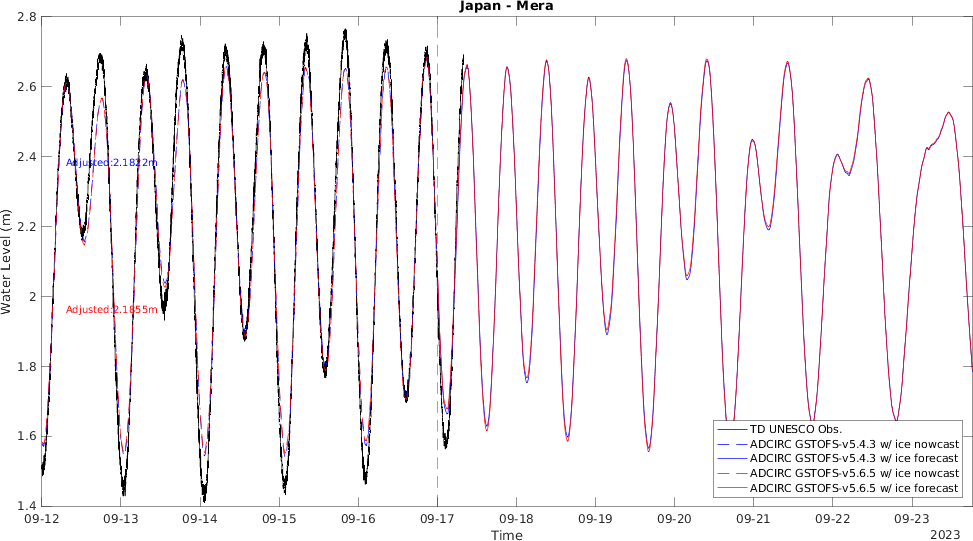 Japan - Mera
2.8
2.6
2.4
2.2
2
1.8
1.6
1.4
Water Level (m)
Adjusted:2.1822m
Adjusted:2.1855m
TD UNESCO Obs.
ADCIRC GSTOFS-v5.4.3 w/ ice nowcast
ADCIRC GSTOFS-v5.4.3 w/ ice forecast
ADCIRC GSTOFS-v5.6.5 w/ ice nowcast
ADCIRC GSTOFS-v5.6.5 w/ ice forecast
09-12 09-13 09-14 09-15 09-16 09-17 09-18 09-19 09-20 09-21 09-22 09-23
Time
2023